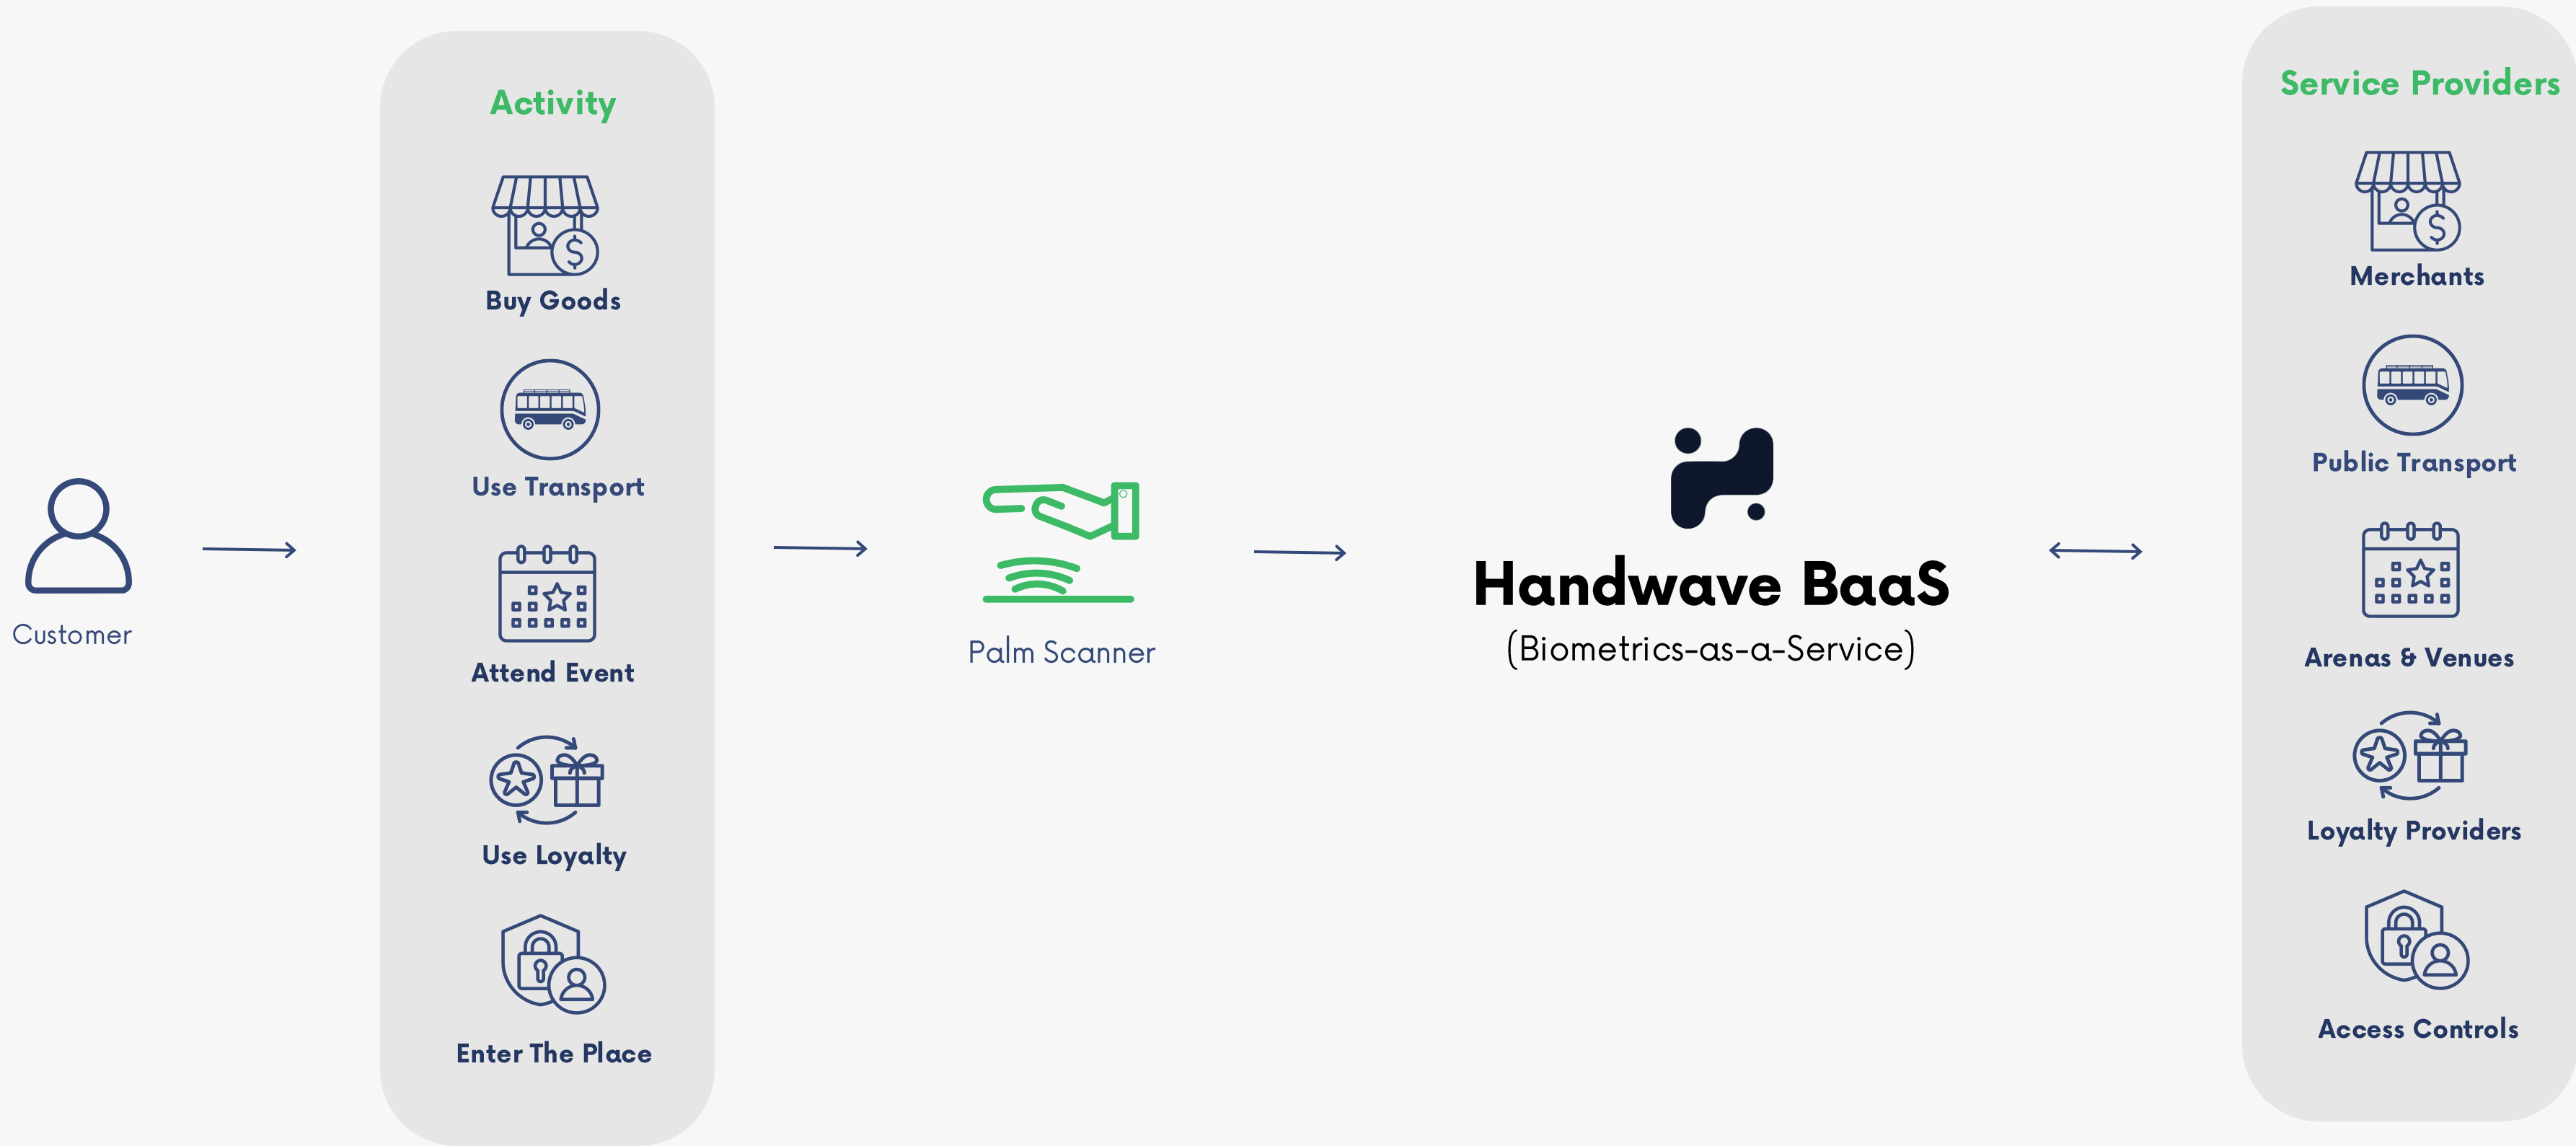 Customer
Activity
Buy Goods
Use Transport
Attend Event
Use Loyalty
Enter The Place
Palm Scanner
Handwave BaaS
(Biometrics-as-a-Service)
Service Providers
Merchants
Public Transport
Arenas & Venues
Loyalty Providers
Access Controls